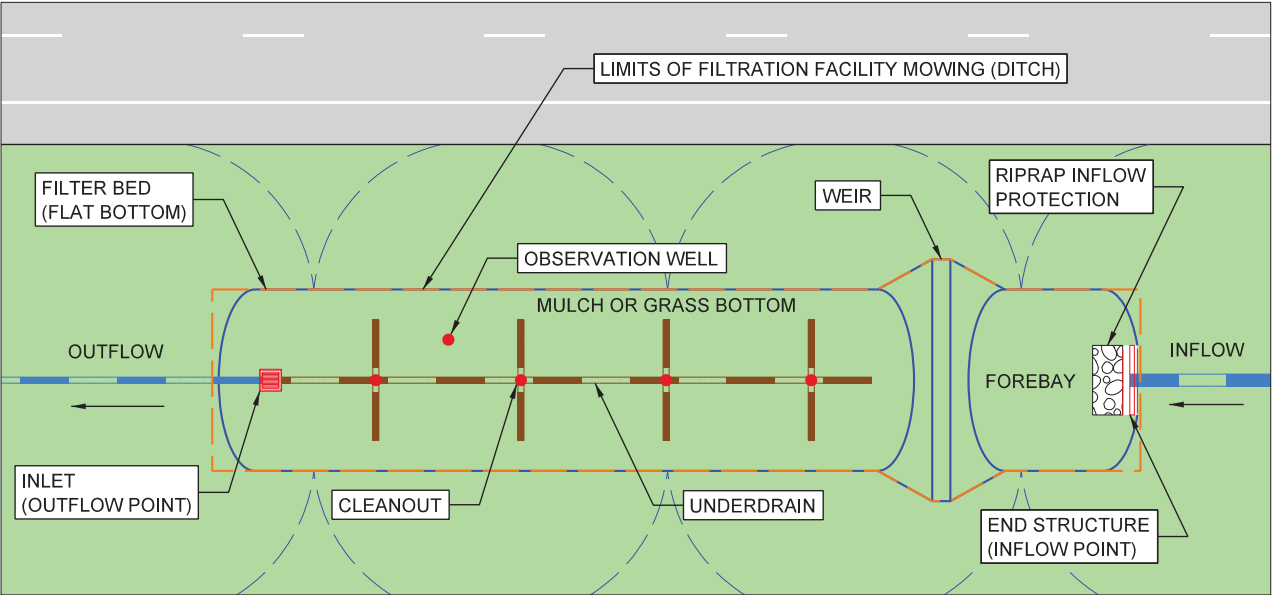 LIMITS OF FILTRATION FACILITY MOWING (DITCH)
FILTER BED
(FLAT BOTTOM)
WEIR
RIPRAP INFLOW
PROTECTION
OBSERVATION WELL
MULCH OR GRASS BOTTOM
OUTFLOW
FOREBAY
INFLOW
INLET
(OUTFLOW POINT)
CLEANOUT
UNDERDRAIN
END STRUCTURE
(INFLOW POINT)